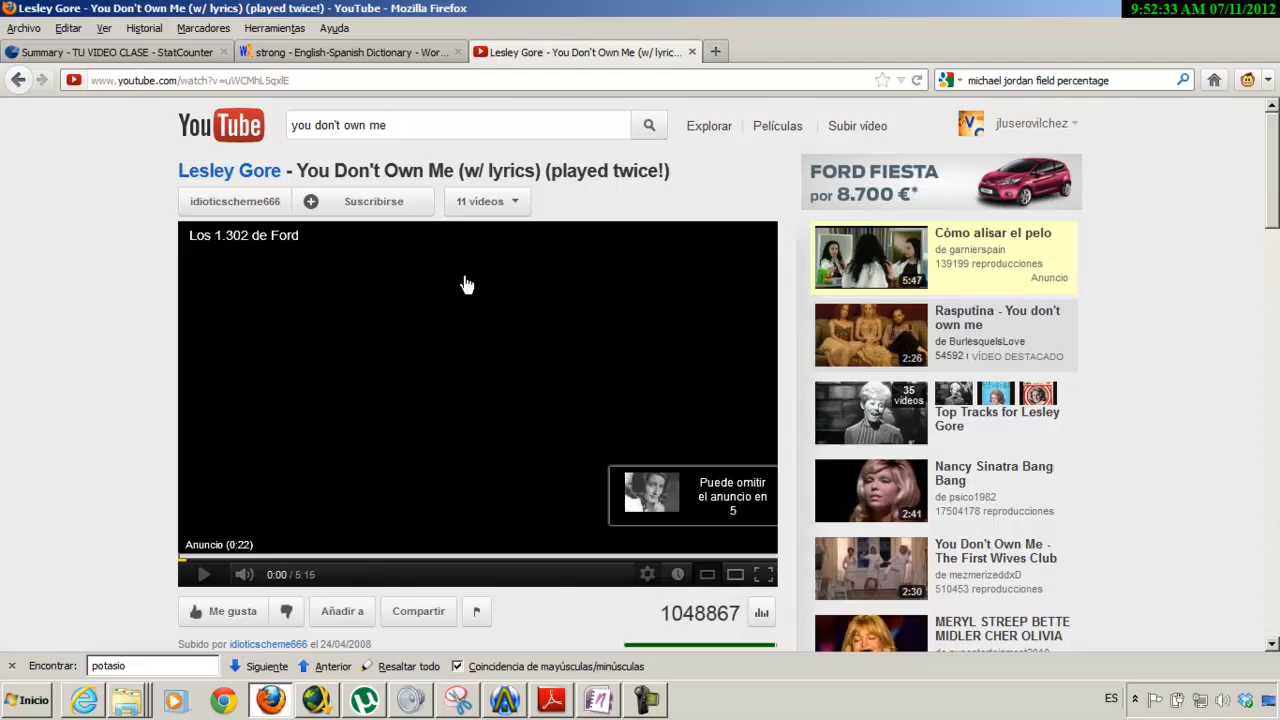 Lesley Gore - You Don't Own Me (w/ lyrics) (played twice!) - YouTube - Mozilla Firefox
9:52:33 AM 07/11/2012
Archivo Editar Ver Historial Marcadores Herramientas Ayuda
Summary - TU VIDEO CLASE - StatCounter
strong - English-Spanish Dictionary - Wor...
Lesley Gore - You Don't Own Me (w/ lyric...
www.youtube.com/watch?v=uWCMhL5qxlE
michael jordan field percentage
YouTube
you don't own me
Explorar Películas Subir vídeo
jluserovilchez
Lesley Gore - You Don't Own Me (w/ lyrics) (played twice!)
idioticscheme666 Suscribirse 11 vídeos
Los 1.302 de Ford
Puede omitir
el anuncio en
5
Anuncio (0:22)
0:00 / 5:15
Me gusta Añadir a Compartir 1048867
Subido por idioticscheme666 el 24/04/2008
FORD FIESTA
por 8.700 €*
Cómo alisar el pelo
de garnierspain
139199 reproducciones
Anuncio
5:47
Rasputina - You don't
own me
de BurlesqueIsLove
54592 VÍDEO DESTACADO
2:26
35
vídeos
Top Tracks for Lesley
Gore
Nancy Sinatra Bang
Bang
de psico1982
17504178 reproducciones
2:41
You Don't Own Me -
The First Wives Club
de mezmerizeddxD
510453 reproducciones
2:30
MERYL STREEP BETTE
MIDLER CHER OLIVIA
Encontrar: potasio Siguiente Anterior Resaltar todo Coincidencia de mayúsculas/minúsculas
Inicio
ES